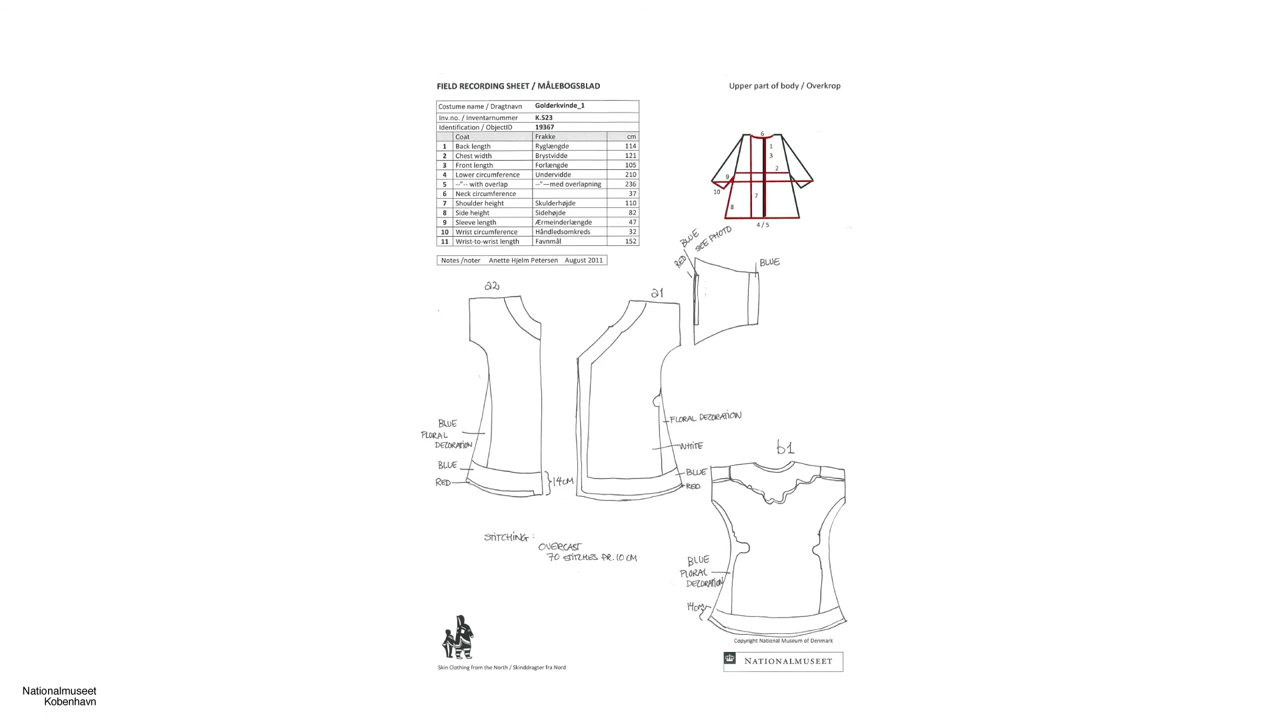 FIELD RECORDING SHEET / MÅLEBOGSBLAD
Upper part of body / Overkrop
Costume name / Dragtnavn Golderkvinde_1
Inv.no. / Inventarnummer K.523
Identification / ObjectID 19367
Coat Frakke cm
1 Back length Ryglængde 114
2 Chest width Brystvidde 121
3 Front length Forlængde 105
4 Lower circumference Undervidde 210
5 --"-- with overlap --"—med overlapning 236
6 Neck circumference 37
7 Shoulder height Skulderhøjde 110
8 Side height Sidehøjde 82
9 Sleeve length Ærmeinderlængde 47
10 Wrist circumference Håndledsomkreds 32
11 Wrist-to-wrist length Favnmål 152
Notes /noter Anette Hjelm Petersen August 2011
6
1
3
2
9
10
7
8
4 / 5
BLUE
SEE PHOTO
RED
BLUE
a2
a1
BLUE
FLORAL
DEZORATION
BLUE
RED
14CM
FLORAL DEZORATION
WHITE
BLUE
RED
b1
STITCHING :
OVERCAST
70 STITCHES PR. 10 CM
BLUE
FLORAL
DEZORATION
14cm
Copyright National Museum of Denmark
NATIONALMUSEET
Skin Clothing from the North / Skinddragter fra Nord
Nationalmuseet
Kobenhavn